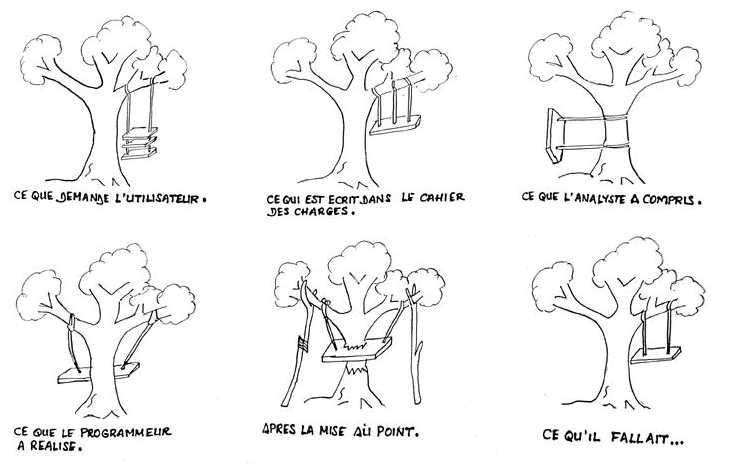 CE QUE DEMANDE L'UTILISATEUR.
CE QUI EST ECRIT DANS LE CAHIER
DES CHARGES.
CE QUE L'ANALYSTE A COMPRIS.
CE QUE LE PROGRAMMEUR
A REALISE.
APRES LA MISE AU POINT.
CE QU'IL FALLAIT...